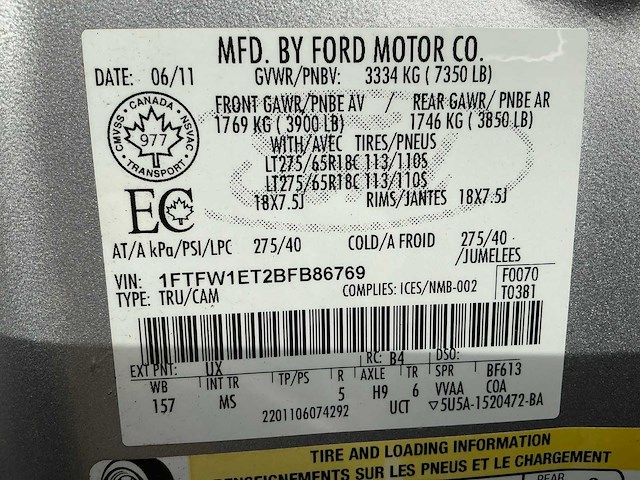 MFD. BY FORD MOTOR CO.
DATE: 06/11 GVWR/PNBV: 3334 KG ( 7350 LB)
FRONT GAWR/PNBE AV / REAR GAWR/ PNBE AR
1769 KG ( 3900 LB) 1746 KG ( 3850 LB)
WITH/AVEC TIRES/PNEUS
LT275/65R18C 113/110S
LT275/65R18C 113/110S
18X7.5J RIMS/JANTES 18X7.5J
CMVSS • CANADA • NSVAC
977
TRANSPORT
EC
AT/A kPa/PSI/LPC 275/40 COLD/A FROID 275/40
/JUMELEES
VIN: 1FTFW1ET2BFB86769
F0070
TYPE: TRU/CAM COMPLIES: ICES/NMB-002 T0381
EXT PNT: UX RC: B4 DSO:
WB INT TR TP/PS R AXLE TR SPR BF613
157 MS 5 H9 6 VVAA COA
2201106074292 UCT ▽5U5A-1520472-BA
TIRE AND LOADING INFORMATION
RENSEIGNEMENTS SUR LES PNEUS ET LE CHARGEMENT
REAR